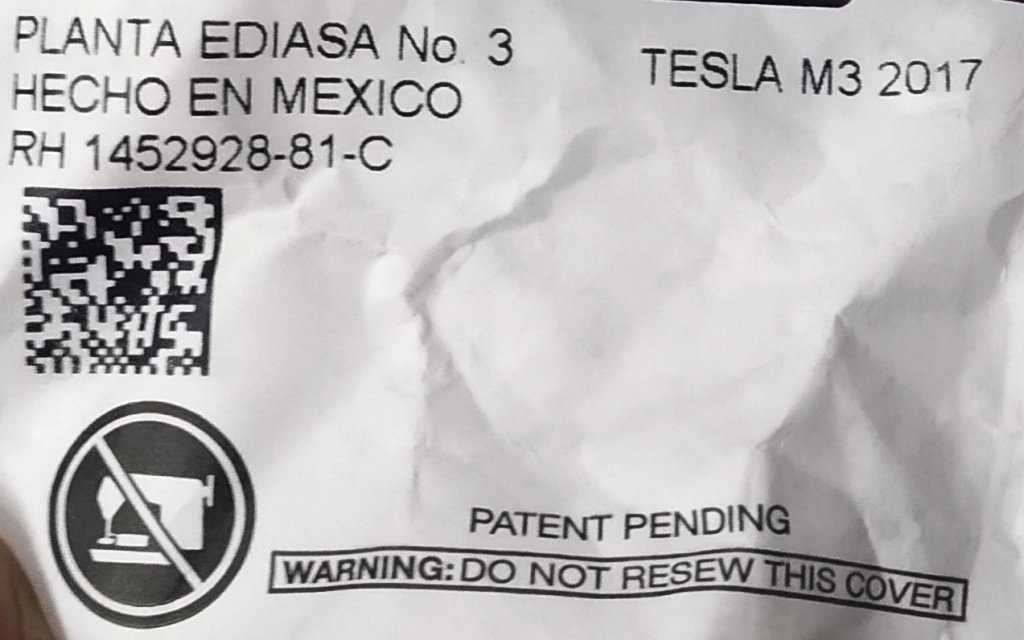 PLANTA EDIASA No. 3
TESLA M3 2017
HECHO EN MEXICO
RH 1452928-81-C
PATENT PENDING
WARNING: DO NOT RESEW THIS COVER